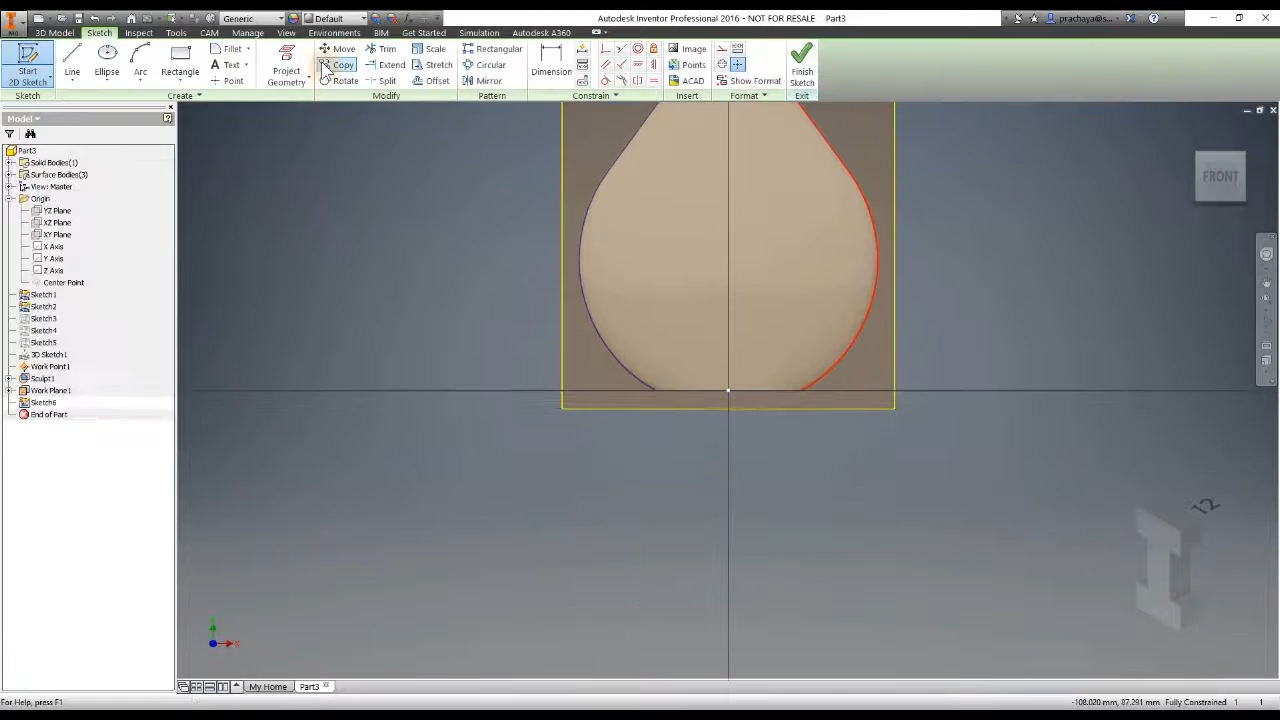 Generic Default Autodesk Inventor Professional 2016 - NOT FOR RESALE Part3 prachaya@s...
3D Model Sketch Inspect Tools Manage View Environments BIM Get Started Simulation Autodesk A360
Fillet Move Trim Scale Rectangular Image
Start 2D Sketch Line Ellipse Arc Rectangle Text Project Geometry Copy Extend Stretch Circular Dimension Points Finish Sketch
Point Rotate Split Offset Mirror ACAD Show Format
Sketch Create Modify Pattern Constrain Insert Format Exit
Model
Part3
Solid Bodies(1)
Surface Bodies(3)
View: Master
Origin
YZ Plane
XZ Plane
XY Plane
X Axis
Y Axis
Z Axis
Center Point
Sketch1
Sketch2
Sketch3
Sketch4
Sketch5
3D Sketch1
Work Point1
Sculpt1
Work Plane1
Sketch6
End of Part
FRONT
12
My Home Part3
For Help, press F1 -108.020 mm, 87.291 mm Fully Constrained 1 1